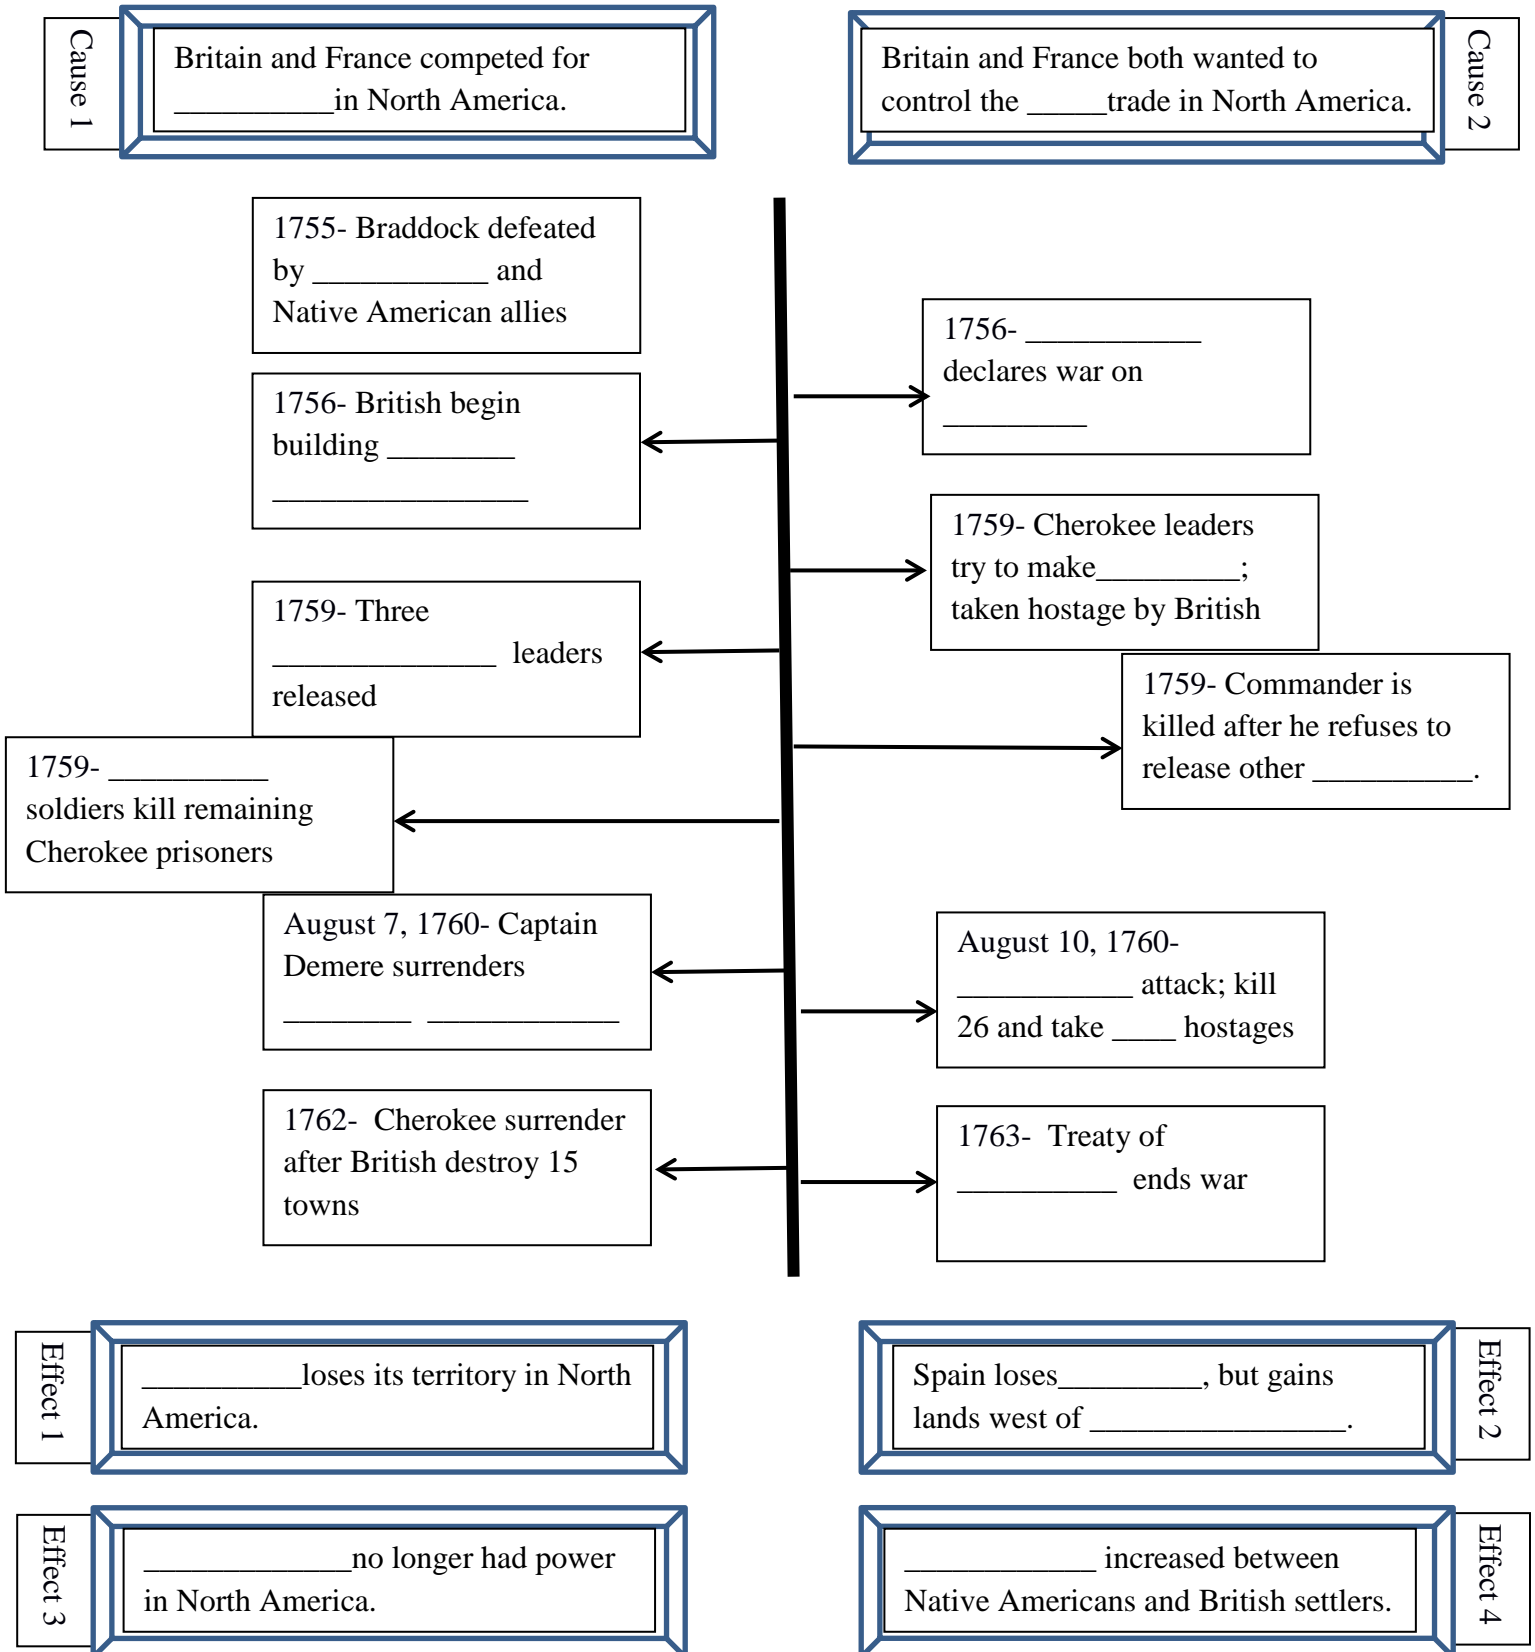 Cause 1
Britain and France competed for
__________in North America.
Britain and France both wanted to
control the _____trade in North America.
Cause 2
1755- Braddock defeated
by ___________ and
Native American allies
1756- ___________
declares war on
_________
1756- British begin
building ________
________________
1759- Cherokee leaders
try to make_________;
taken hostage by British
1759- Three
______________ leaders
released
1759- Commander is
killed after he refuses to
release other __________.
1759- __________
soldiers kill remaining
Cherokee prisoners
August 7, 1760- Captain
Demere surrenders
________ ____________
August 10, 1760-
___________ attack; kill
26 and take ____ hostages
1762- Cherokee surrender
after British destroy 15
towns
1763- Treaty of
__________ ends war
Effect 1
__________loses its territory in North
America.
Spain loses_________, but gains
lands west of ________________.
Effect 2
Effect 3
_____________no longer had power
in North America.
____________ increased between
Native Americans and British settlers.
Effect 4